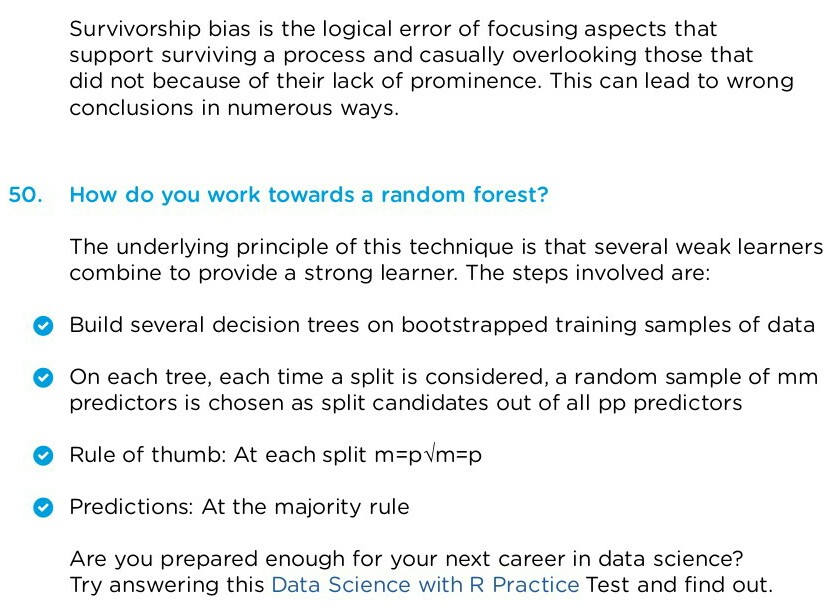 Survivorship bias is the logical error of focusing aspects that
support surviving a process and casually overlooking those that
did not because of their lack of prominence. This can lead to wrong
conclusions in numerous ways.
50. How do you work towards a random forest?
The underlying principle of this technique is that several weak learners
combine to provide a strong learner. The steps involved are:
Build several decision trees on bootstrapped training samples of data
On each tree, each time a split is considered, a random sample of mm
predictors is chosen as split candidates out of all pp predictors
Rule of thumb: At each split m=p√m=p
Predictions: At the majority rule
Are you prepared enough for your next career in data science?
Try answering this Data Science with R Practice Test and find out.